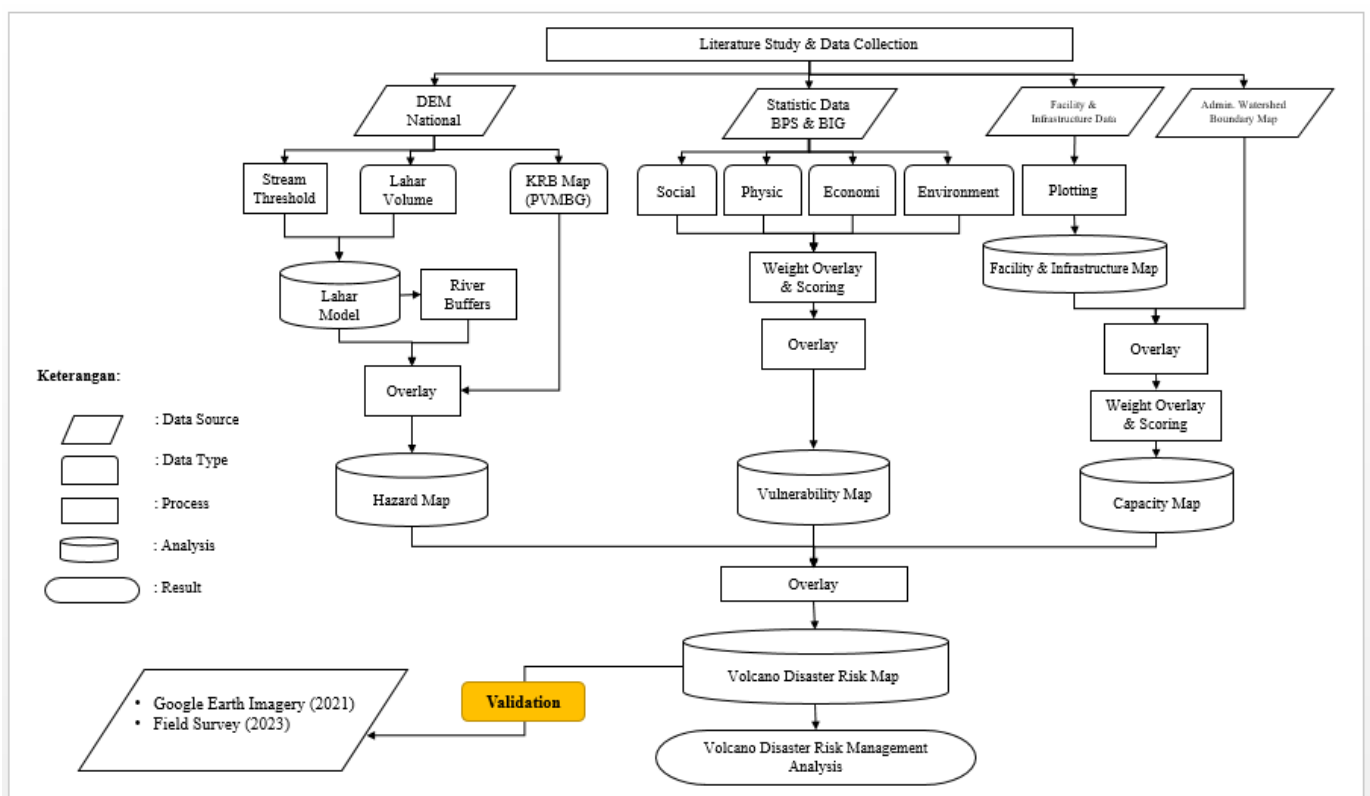 Literature Study & Data Collection
DEM
National
Statistic Data
BPS & BIG
Facility &
Infrastructure Data
Admin. Watershed
Boundary Map
Stream
Threshold
Lahar
Volume
KRB Map
(PVMBG)
Social
Physic
Economi
Environment
Plotting
Facility & Infrastructure Map
Lahar
Model
River
Buffers
Weight Overlay
& Scoring
Overlay
Overlay
Overlay
Weight Overlay
& Scoring
Hazard Map
Vulnerability Map
Capacity Map
Keterangan:
: Data Source
: Data Type
: Process
: Analysis
: Result
Overlay
Volcano Disaster Risk Map
Validation
• Google Earth Imagery (2021)
• Field Survey (2023)
Volcano Disaster Risk Management
Analysis